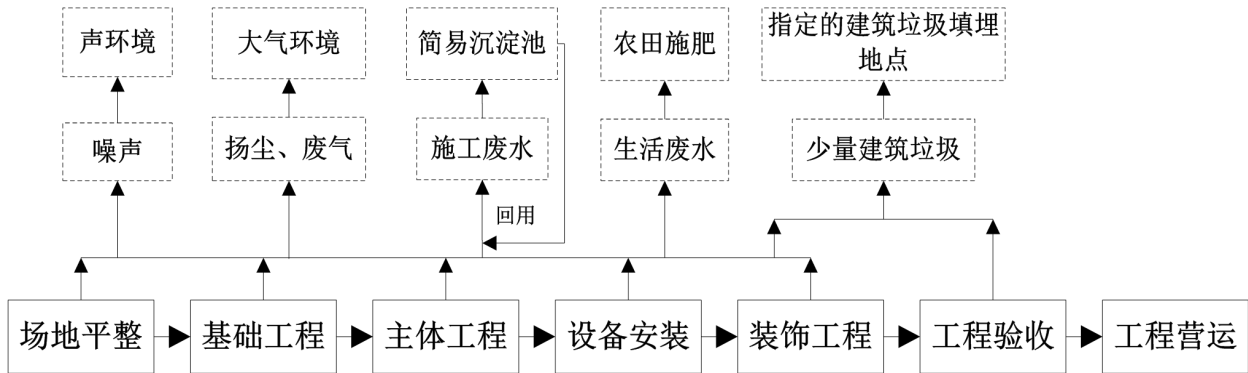 声环境
大气环境
简易沉淀池
农田施肥
指定的建筑垃圾填埋
地点
噪声
扬尘、废气
施工废水
生活废水
少量建筑垃圾
回用
场地平整
基础工程
主体工程
设备安装
装饰工程
工程验收
工程营运